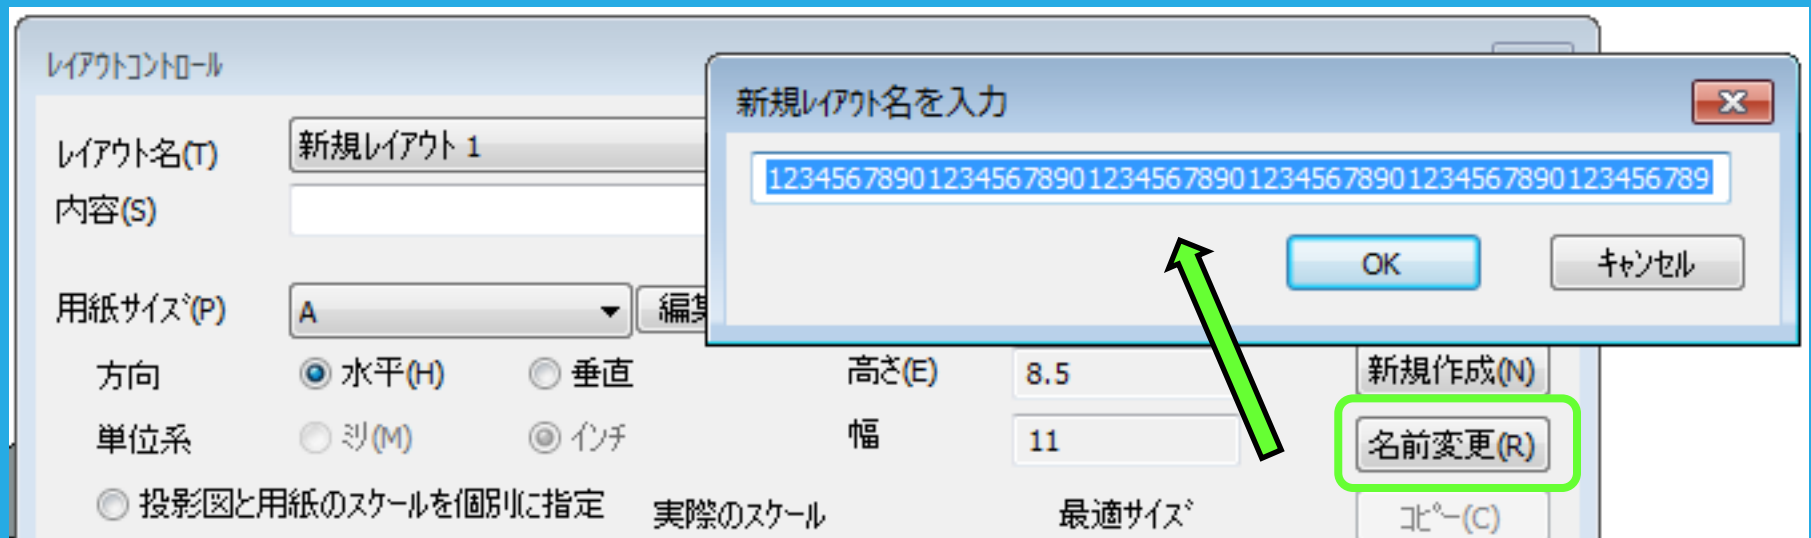 レイアウトコントロール
新規レイアウト名を入力
レイアウト名(T)
新規レイアウト 1
12345678901234567890123456789012345678901234567890123456789
内容(S)
OK
キャンセル
用紙サイズ(P)
A
編集
方向
水平(H)
垂直
高さ(E)
8.5
新規作成(N)
単位系
ミリ(M)
インチ
幅
11
名前変更(R)
投影図と用紙のスケールを個別に指定
実際のスケール
最適サイズ
コピー(C)